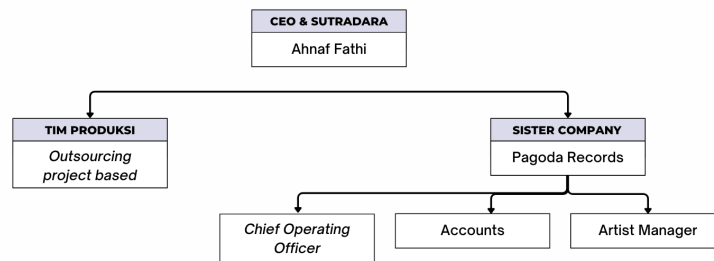 CEO & SUTRADARA
Ahnaf Fathi
TIM PRODUKSI
Outsourcing
project based
SISTER COMPANY
Pagoda Records
Chief Operating
Officer
Accounts
Artist Manager